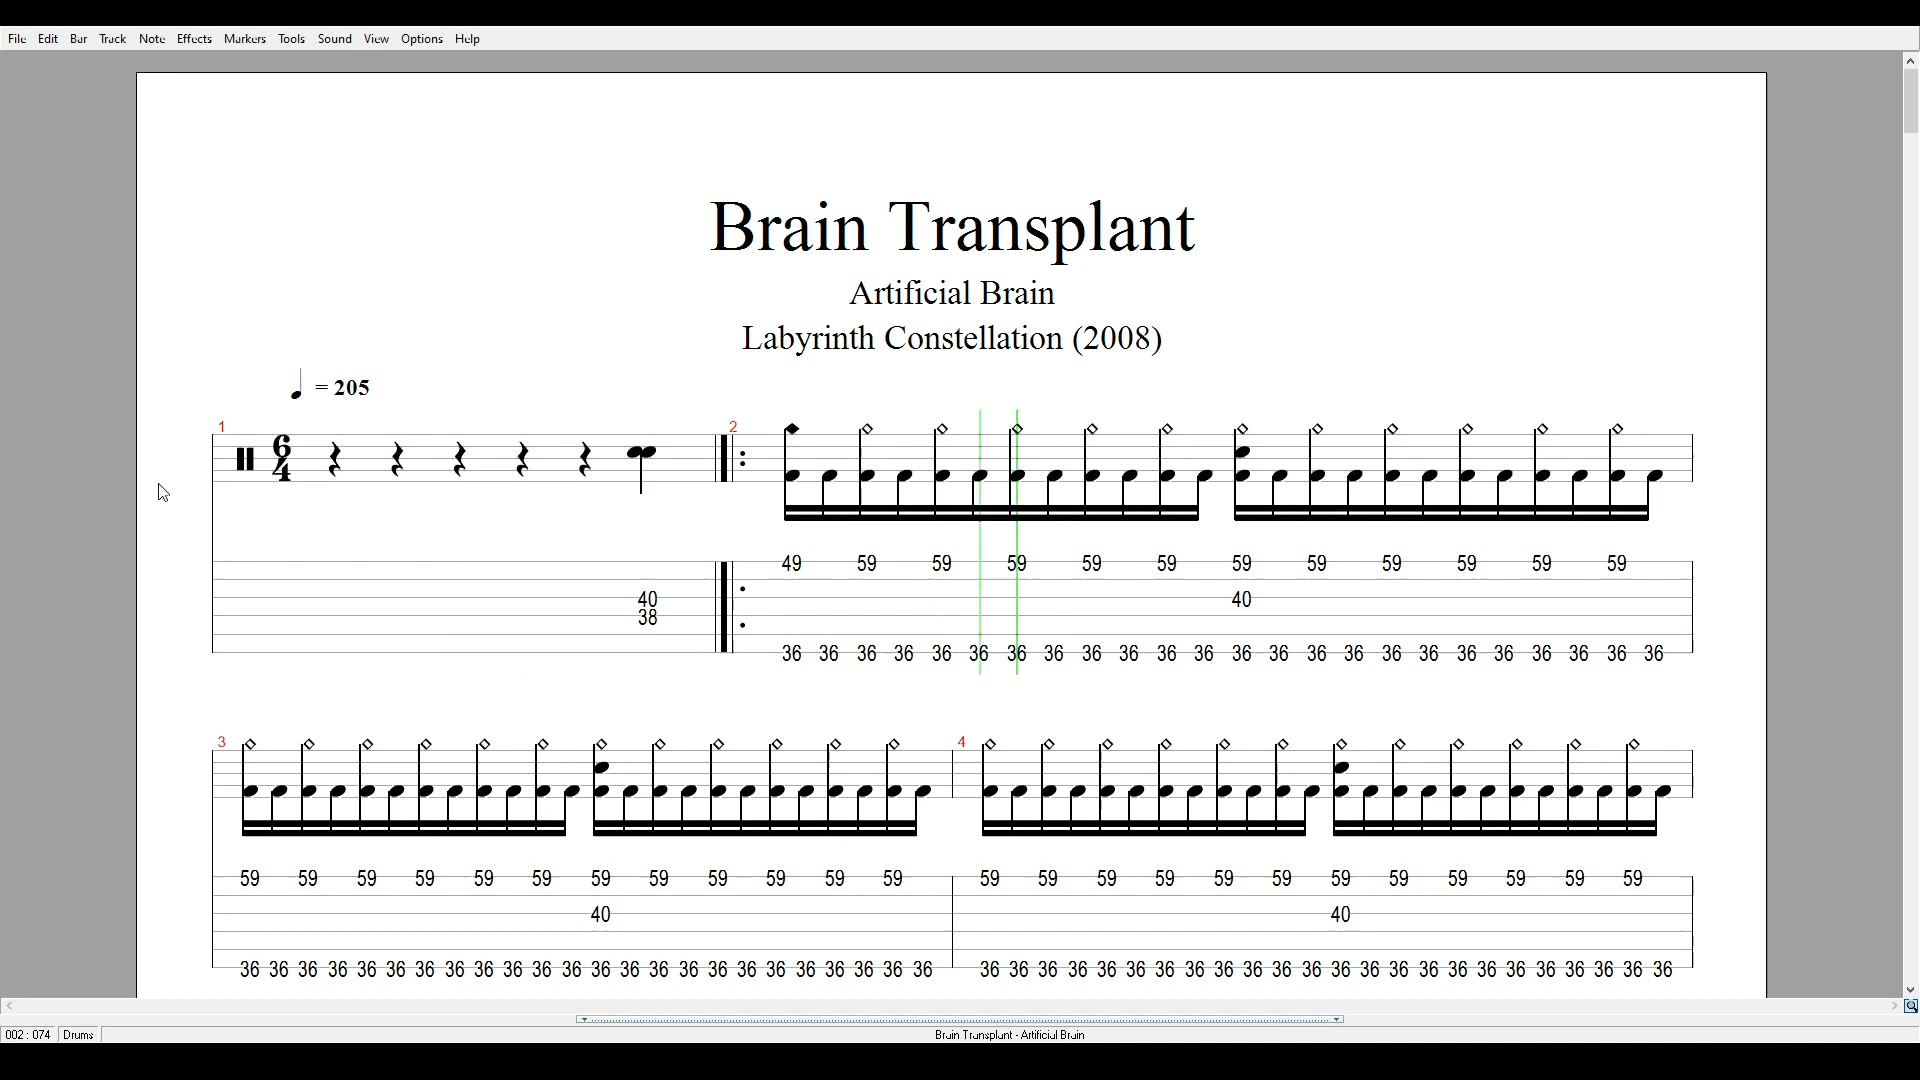 File Edit Bar Track Note Effects Markers Tools Sound View Options Help
Brain Transplant
Artificial Brain
Labyrinth Constellation (2008)
= 205
1 2
6
4
49 59 59 59 59 59 59 59 59 59 59 59
40 40
38
36 36 36 36 36 36 36 36 36 36 36 36 36 36 36 36 36 36 36 36 36 36 36 36
3 4
59 59 59 59 59 59 59 59 59 59 59 59 59 59 59 59 59 59 59 59 59 59 59 59
40 40
36 36 36 36 36 36 36 36 36 36 36 36 36 36 36 36 36 36 36 36 36 36 36 36 36 36 36 36 36 36 36 36 36 36 36 36 36 36 36 36 36 36 36 36 36 36 36 36
002 : 074 Drums Brain Transplant - Artificial Brain